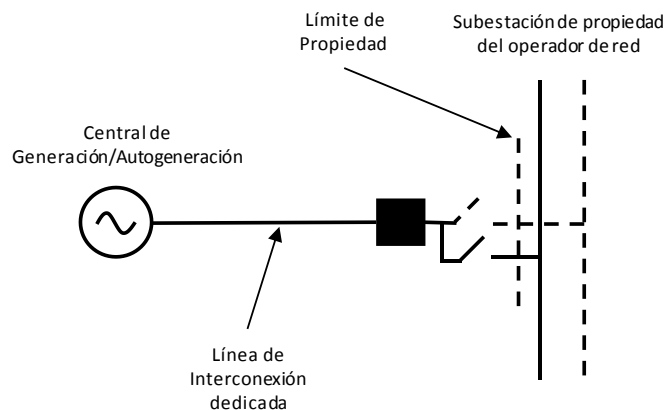 Límite de
Propiedad
Subestación de propiedad
del operador de red
Central de
Generación/Autogeneración
Línea de
Interconexión
dedicada